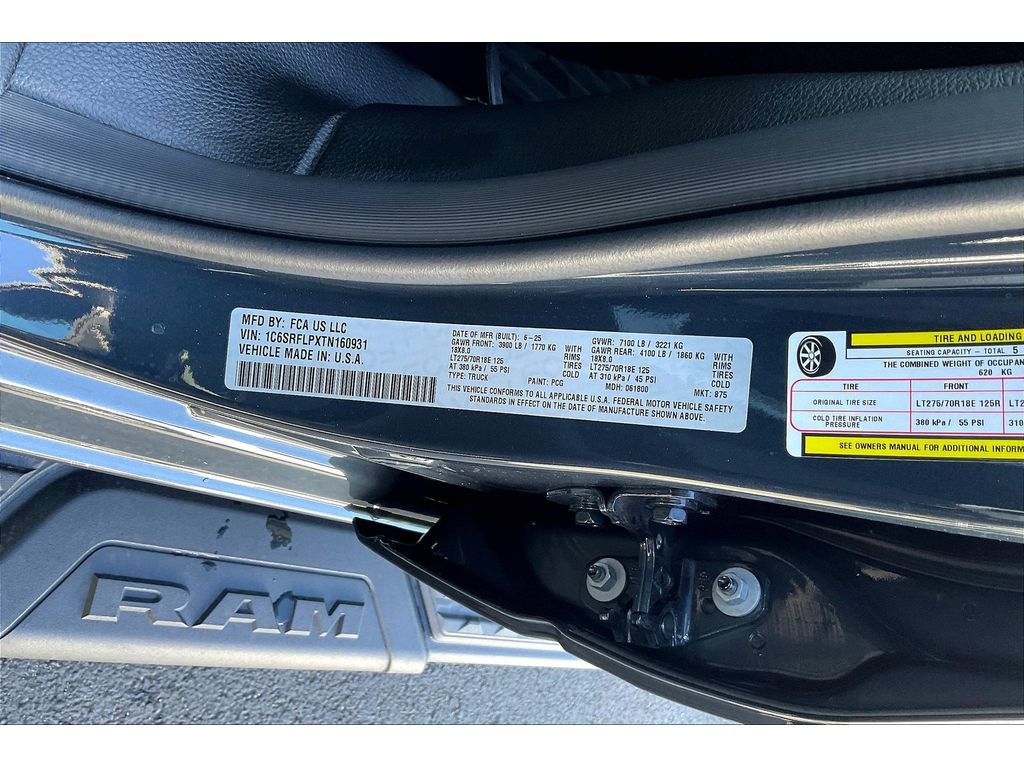 MFD BY: FCA US LLC
VIN: 1C6SRFLPXTN160931
VEHICLE MADE IN U.S.A.
DATE OF MFR (BUILT): 6-25 GVWR: 7100 LB / 3221 KG
GAWR FRONT: 3900 LB / 1770 KG WITH GAWR REAR: 4100 LB / 1860 KG WITH
18X8.0 RIMS 18X8.0 RIMS
LT275/70R18E 125 TIRES LT275/70R18E 125 TIRES
AT 380 kPa / 55 PSI COLD AT 310 kPa / 45 PSI COLD
TYPE: TRUCK PAINT: PCG MDH: 061800 MKT: 875
THIS VEHICLE CONFORMS TO ALL APPLICABLE U.S.A. FEDERAL MOTOR VEHICLE SAFETY
STANDARDS IN EFFECT ON THE DATE OF MANUFACTURE SHOWN ABOVE.
TIRE AND LOADING
SEATING CAPACITY - TOTAL 5
THE COMBINED WEIGHT OF
620 KG
TIRE FRONT
ORIGINAL TIRE SIZE LT275/70R18E 125R
COLD TIRE INFLATION PRESSURE 380 kPa / 55 PSI 310
SEE OWNERS MANUAL FOR ADDITIONAL
RAM